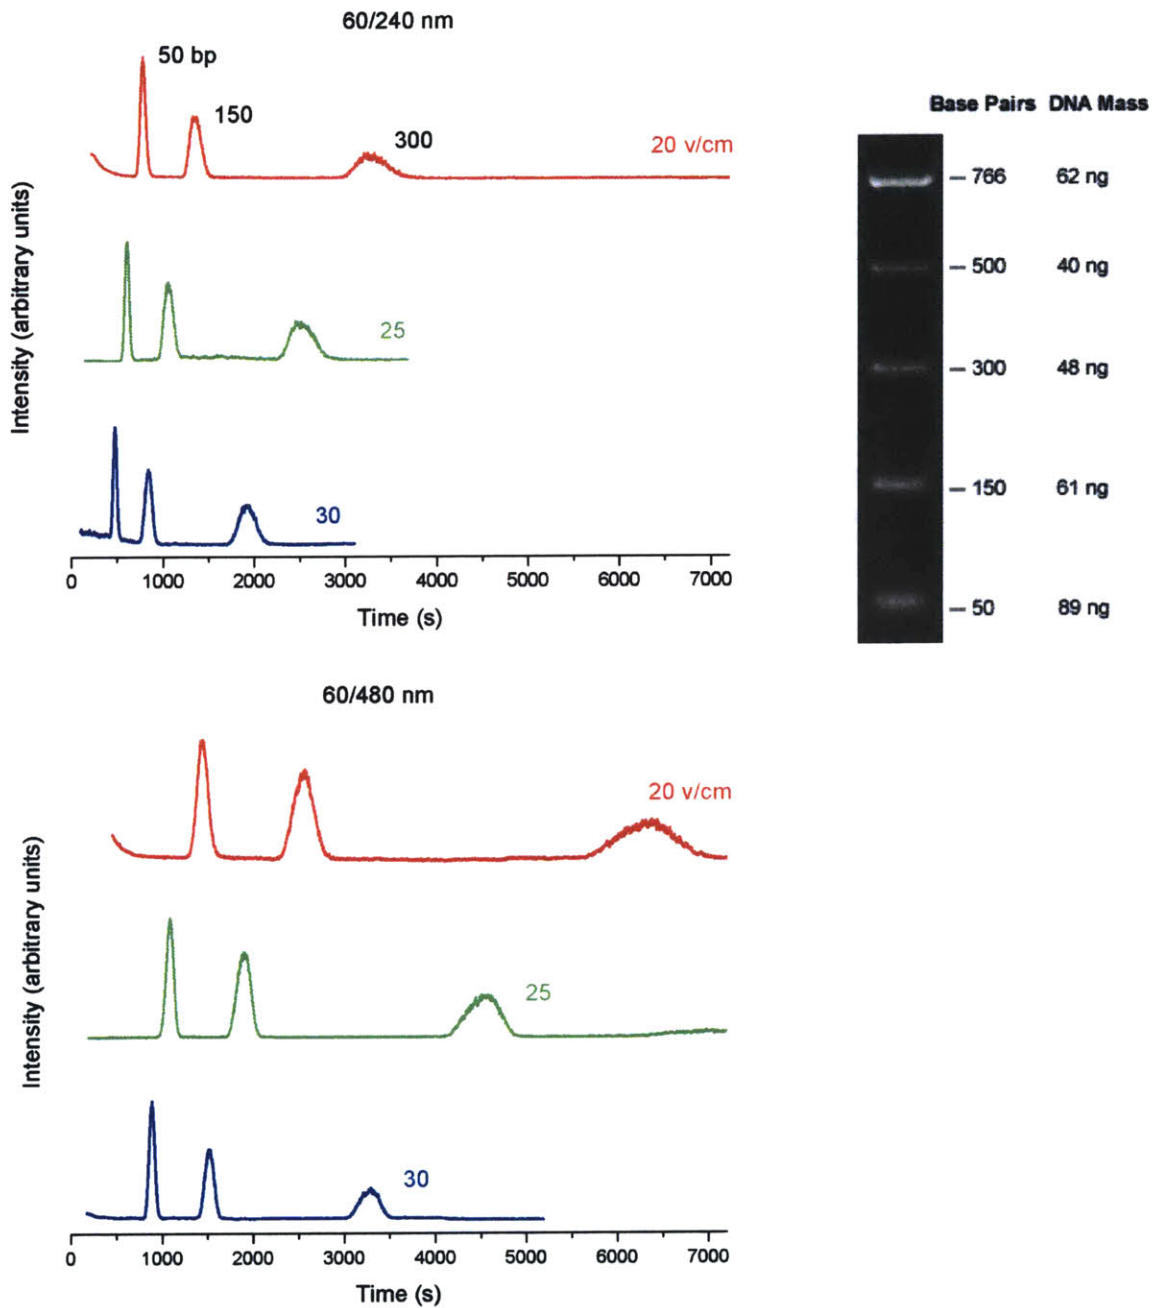 60/240 nm
50 bp
150
300
20 v/cm
25
30
Intensity (arbitrary units)
0 1000 2000 3000 4000 5000 6000 7000
Time (s)
Base Pairs DNA Mass
766 62 ng
500 40 ng
300 48 ng
150 61 ng
50 89 ng
60/480 nm
20 v/cm
25
30
Intensity (arbitrary units)
0 1000 2000 3000 4000 5000 6000 7000
Time (s)